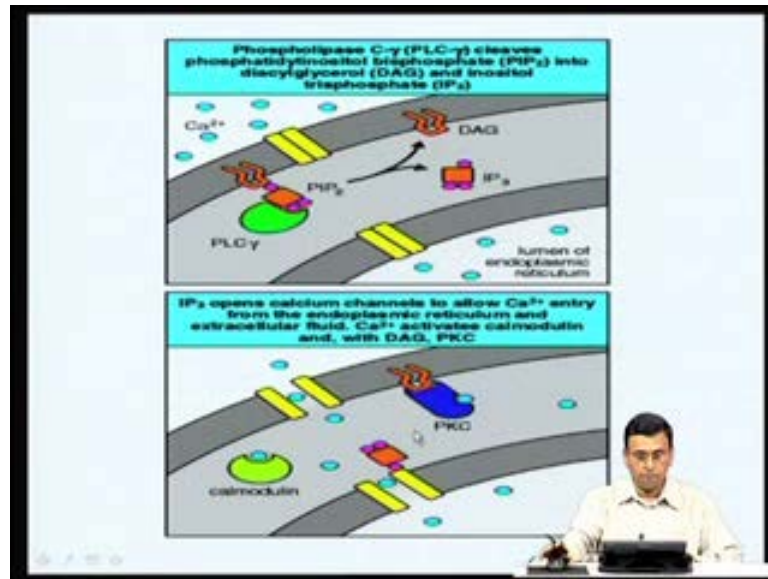 Phospholipase C-γ (PLC-γ) cleaves
phosphatidytinositol bisphosphate (PIP₂) into
diacylglycerol (DAG) and inositol
trisphosphate (IP₃)
Ca²⁺
DAG
PIP₂
IP₃
PLCγ
lumen of
endoplasmic
reticulum
IP₃ opens calcium channels to allow Ca²⁺ entry
from the endoplasmic reticulum and
extracellular fluid. Ca²⁺ activates calmodulin
and, with DAG, PKC
PKC
calmodulin